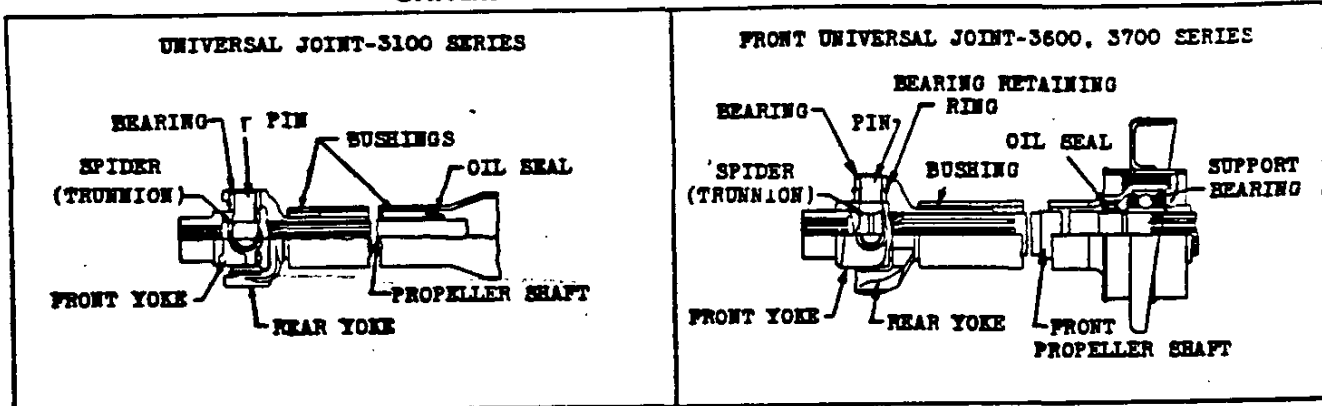 UNIVERSAL JOINT-3100 SERIES
BEARING
PIN
BUSHINGS
SPIDER
(TRUNNION)
OIL SEAL
FRONT YOKE
PROPELLER SHAFT
REAR YOKE
FRONT UNIVERSAL JOINT-3600, 3700 SERIES
BEARING RETAINING
RING
BEARING
PIN
OIL SEAL
SPIDER
(TRUNNION)
BUSHING
SUPPORT
BEARING
FRONT YOKE
REAR YOKE
FRONT
PROPELLER SHAFT